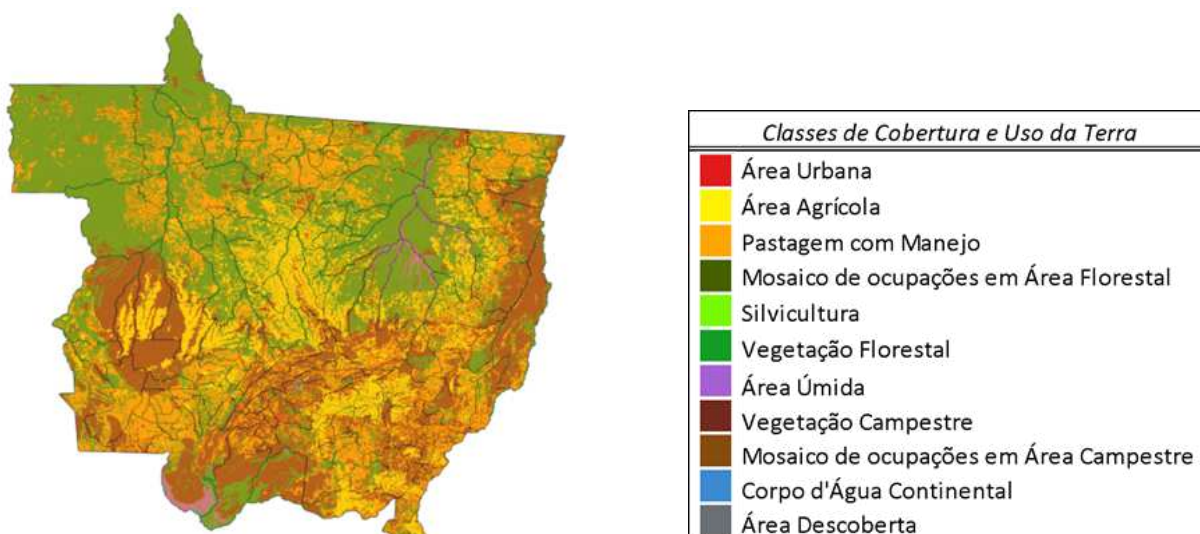 Classes de Cobertura e Uso da Terra
Área Urbana
Área Agrícola
Pastagem com Manejo
Mosaico de ocupações em Área Florestal
Silvicultura
Vegetação Florestal
Área Úmida
Vegetação Campestre
Mosaico de ocupações em Área Campestre
Corpo d'Água Continental
Área Descoberta